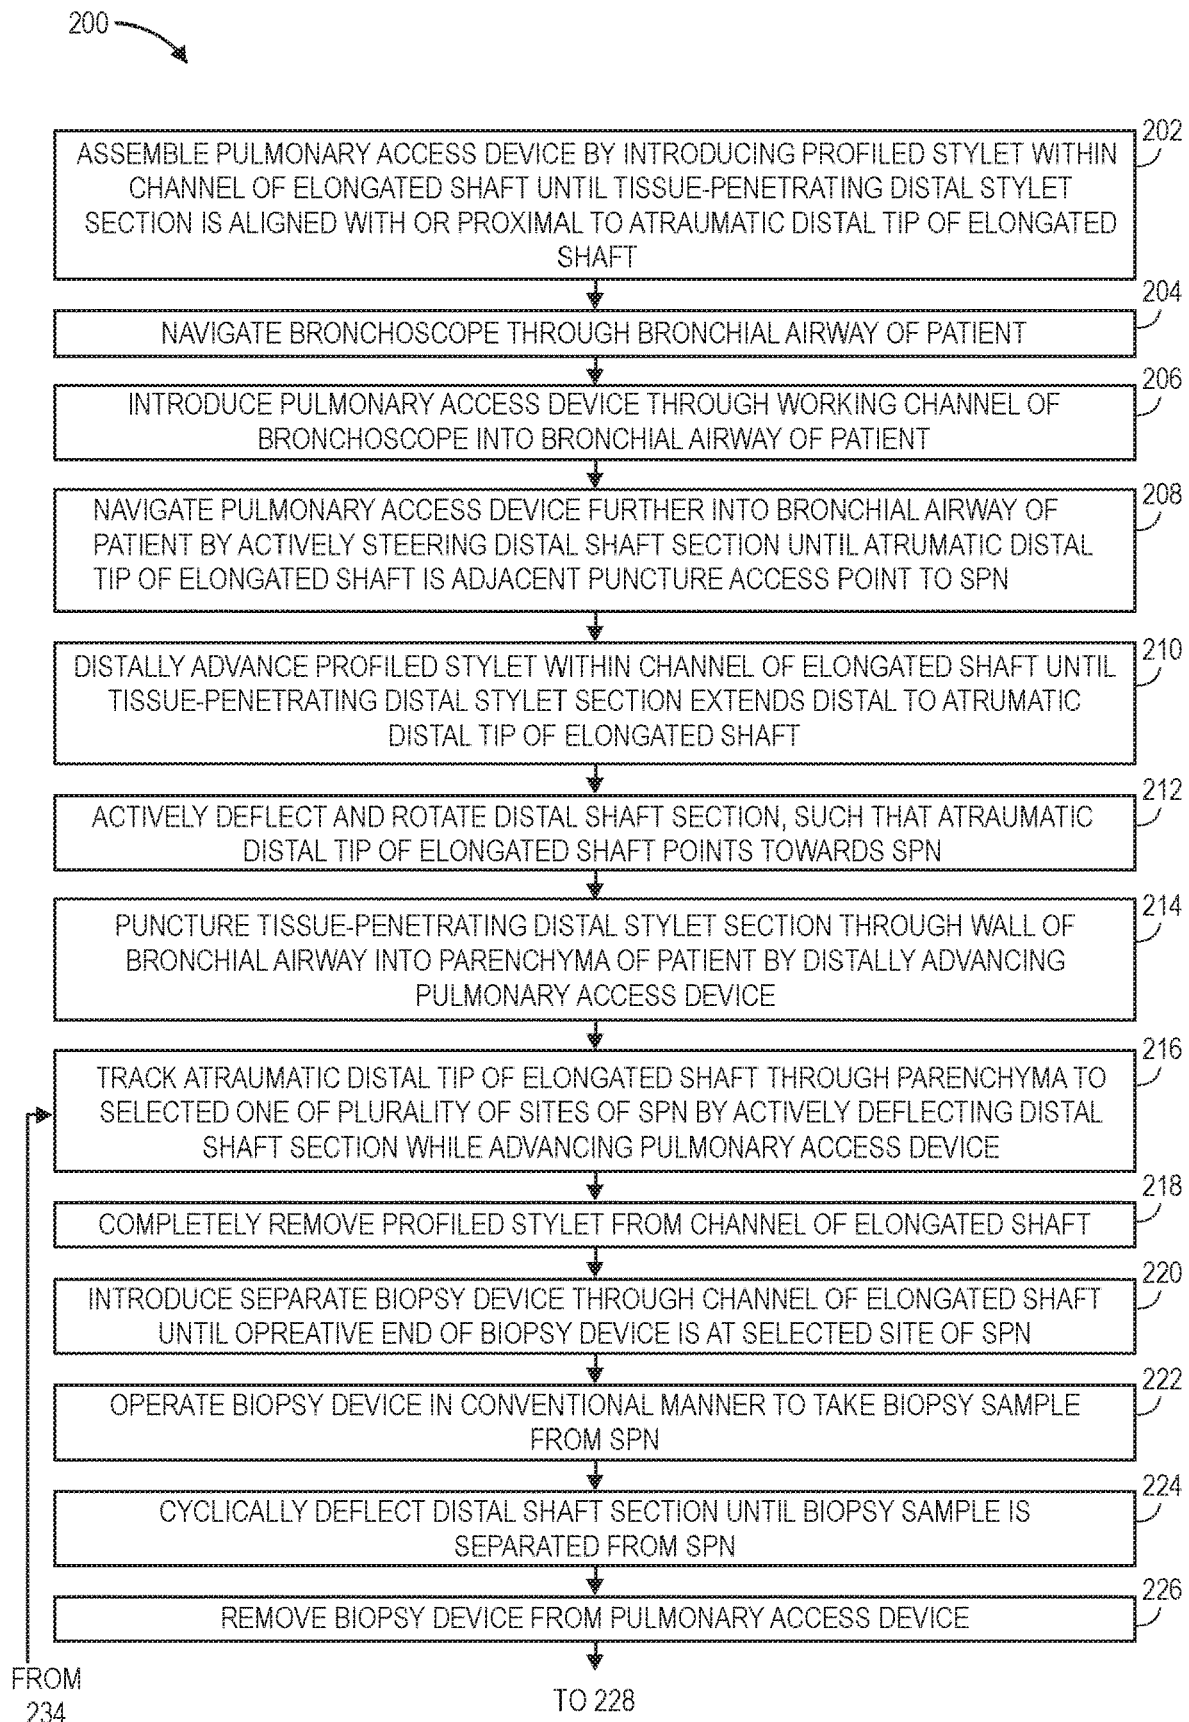 200
202
ASSEMBLE PULMONARY ACCESS DEVICE BY INTRODUCING PROFILED STYLET WITHIN
CHANNEL OF ELONGATED SHAFT UNTIL TISSUE-PENETRATING DISTAL STYLET
SECTION IS ALIGNED WITH OR PROXIMAL TO ATRAUMATIC DISTAL TIP OF ELONGATED
SHAFT
204
NAVIGATE BRONCHOSCOPE THROUGH BRONCHIAL AIRWAY OF PATIENT
206
INTRODUCE PULMONARY ACCESS DEVICE THROUGH WORKING CHANNEL OF
BRONCHOSCOPE INTO BRONCHIAL AIRWAY OF PATIENT
208
NAVIGATE PULMONARY ACCESS DEVICE FURTHER INTO BRONCHIAL AIRWAY OF
PATIENT BY ACTIVELY STEERING DISTAL SHAFT SECTION UNTIL ATRUMATIC DISTAL
TIP OF ELONGATED SHAFT IS ADJACENT PUNCTURE ACCESS POINT TO SPN
210
DISTALLY ADVANCE PROFILED STYLET WITHIN CHANNEL OF ELONGATED SHAFT UNTIL
TISSUE-PENETRATING DISTAL STYLET SECTION EXTENDS DISTAL TO ATRUMATIC
DISTAL TIP OF ELONGATED SHAFT
212
ACTIVELY DEFLECT AND ROTATE DISTAL SHAFT SECTION, SUCH THAT ATRAUMATIC
DISTAL TIP OF ELONGATED SHAFT POINTS TOWARDS SPN
214
PUNCTURE TISSUE-PENETRATING DISTAL STYLET SECTION THROUGH WALL OF
BRONCHIAL AIRWAY INTO PARENCHYMA OF PATIENT BY DISTALLY ADVANCING
PULMONARY ACCESS DEVICE
216
TRACK ATRAUMATIC DISTAL TIP OF ELONGATED SHAFT THROUGH PARENCHYMA TO
SELECTED ONE OF PLURALITY OF SITES OF SPN BY ACTIVELY DEFLECTING DISTAL
SHAFT SECTION WHILE ADVANCING PULMONARY ACCESS DEVICE
218
COMPLETELY REMOVE PROFILED STYLET FROM CHANNEL OF ELONGATED SHAFT
220
INTRODUCE SEPARATE BIOPSY DEVICE THROUGH CHANNEL OF ELONGATED SHAFT
UNTIL OPREATIVE END OF BIOPSY DEVICE IS AT SELECTED SITE OF SPN
222
OPERATE BIOPSY DEVICE IN CONVENTIONAL MANNER TO TAKE BIOPSY SAMPLE
FROM SPN
224
CYCLICALLY DEFLECT DISTAL SHAFT SECTION UNTIL BIOPSY SAMPLE IS
SEPARATED FROM SPN
226
REMOVE BIOPSY DEVICE FROM PULMONARY ACCESS DEVICE
FROM
234
TO 228